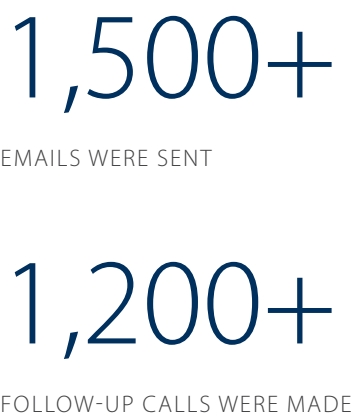 1,500+
EMAILS WERE SENT
1,200+
FOLLOW-UP CALLS WERE MADE